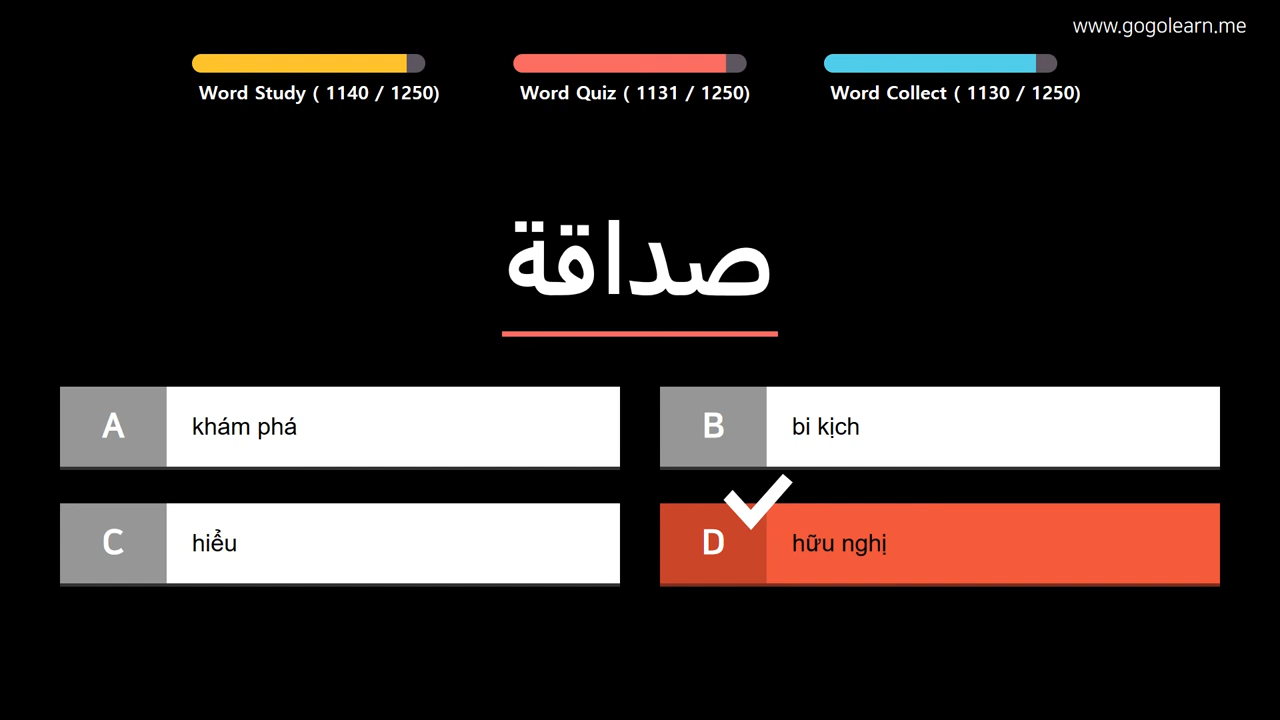 www.gogolearn.me
Word Study ( 1140 / 1250)
Word Quiz ( 1131 / 1250)
Word Collect ( 1130 / 1250)
صداقة
A
khám phá
B
bi kịch
C
hiểu
D
hữu nghị